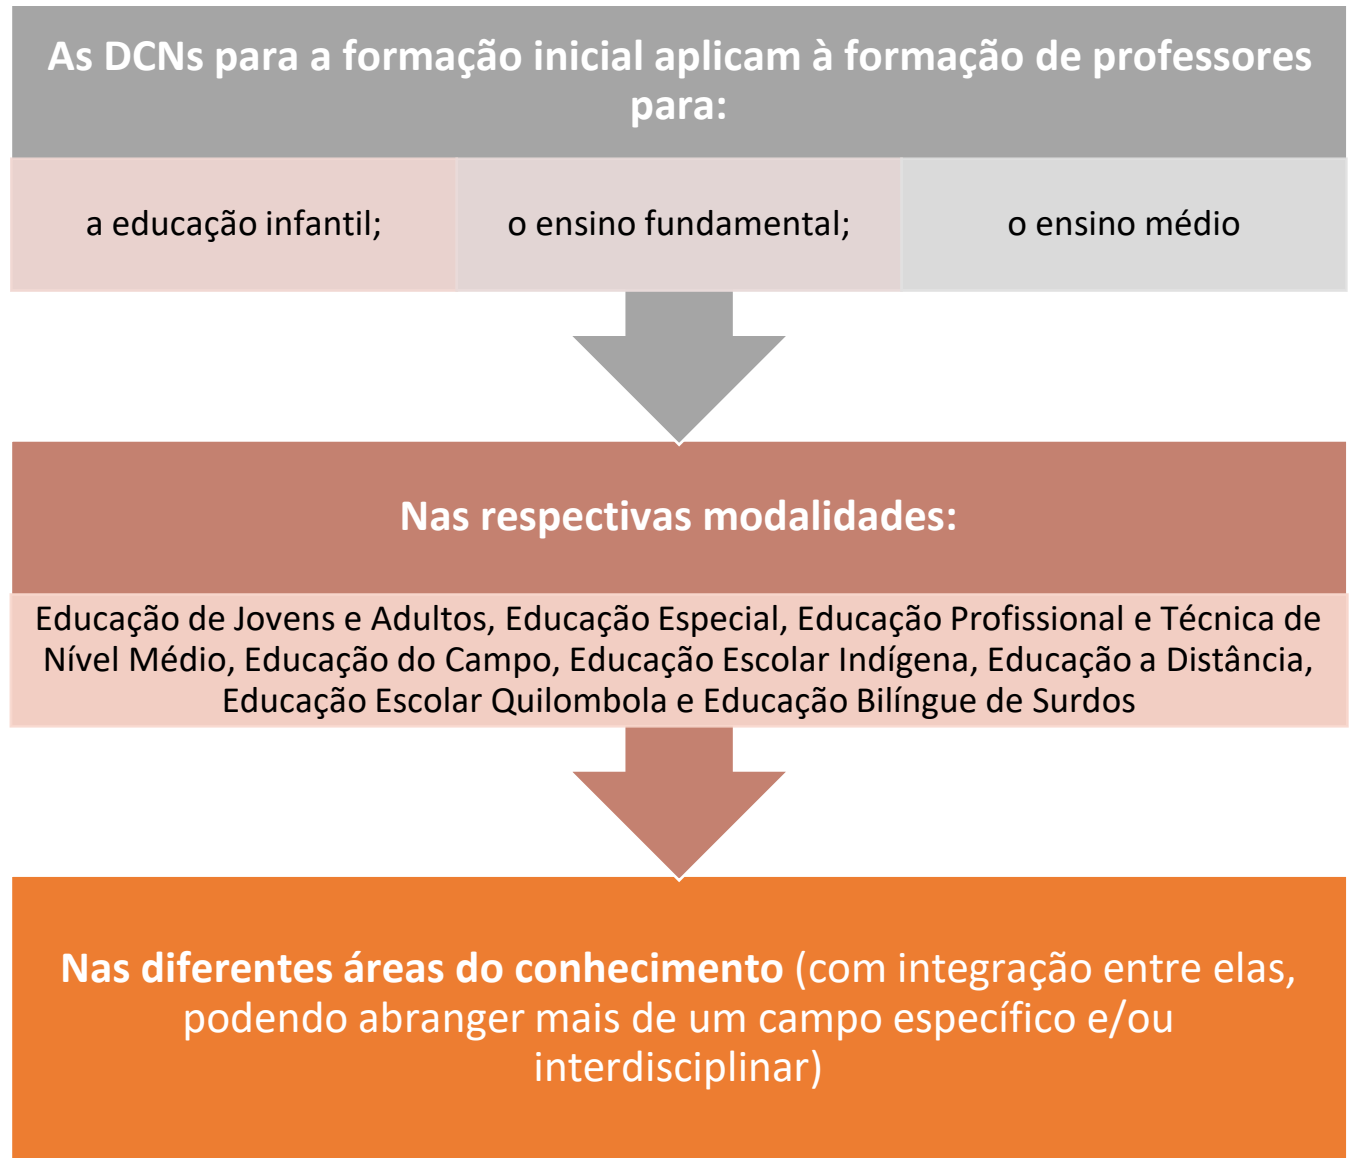 As DCNs para a formação inicial aplicam à formação de professores
para:
a educação infantil;
o ensino fundamental;
o ensino médio
Nas respectivas modalidades:
Educação de Jovens e Adultos, Educação Especial, Educação Profissional e Técnica de
Nível Médio, Educação do Campo, Educação Escolar Indígena, Educação a Distância,
Educação Escolar Quilombola e Educação Bilíngue de Surdos
Nas diferentes áreas do conhecimento (com integração entre elas,
podendo abranger mais de um campo específico e/ou
interdisciplinar)